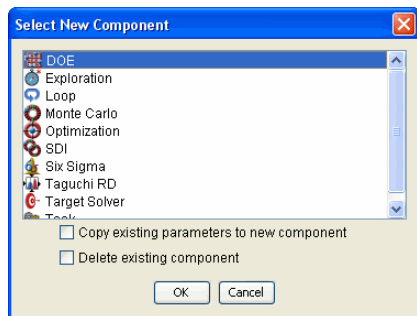 Select New Component
DOE
Exploration
Loop
Monte Carlo
Optimization
SDI
Six Sigma
Taguchi RD
Target Solver
Task
Copy existing parameters to new component
Delete existing component
OK Cancel